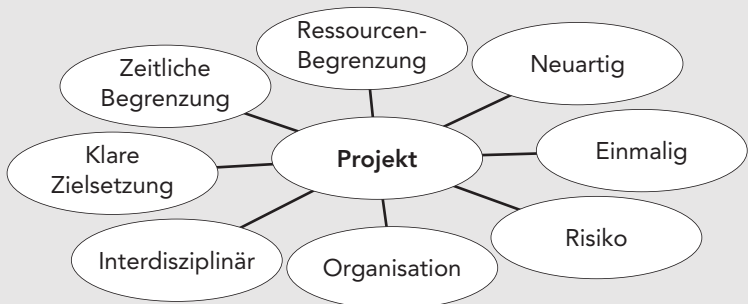 Ressourcen-
Begrenzung
Zeitliche
Begrenzung
Neuartig
Klare
Zielsetzung
Projekt
Einmalig
Interdisziplinär
Organisation
Risiko